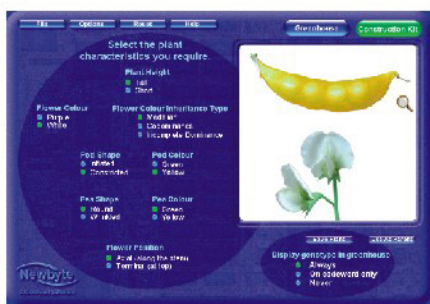 File Options Reset Help
Greenhouse Construction Kit
Select the plant
characteristics you require.
Plant Height
Tall
Short
Flower Colour
Purple
White
Flower Colour Inheritance Type
Mendelian
Codominance
Incomplete Dominance
Pod Shape
Inflated
Constricted
Pod Colour
Green
Yellow
Pea Shape
Round
Wrinkled
Pea Colour
Green
Yellow
Flower Position
Axial (along the stem)
Terminal (at top)
Display genotype in greenhouse
Always
On bedward only
Never
Newbyte